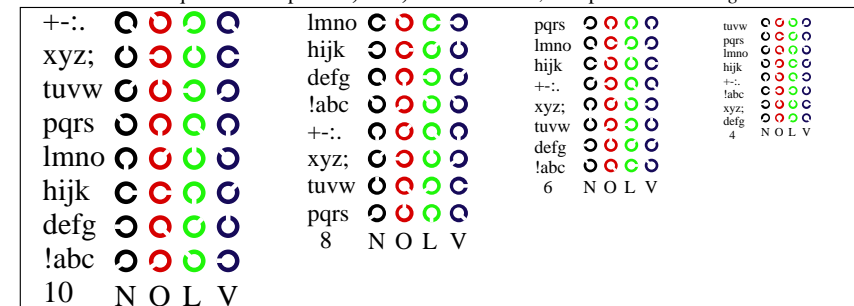 +-:.
xyz;
tuvw
pqrs
lmno
hijk
defg
!abc
10 N O L V
lmno
hijk
defg
!abc
+-:.
xyz;
tuvw
pqrs
8 N O L V
pqrs
lmno
hijk
+-:.
xyz;
tuvw
defg
!abc
6 N O L V
tuvw
pqrs
lmno
hijk
+-:.
!abc
xyz;
defg
4 N O L V